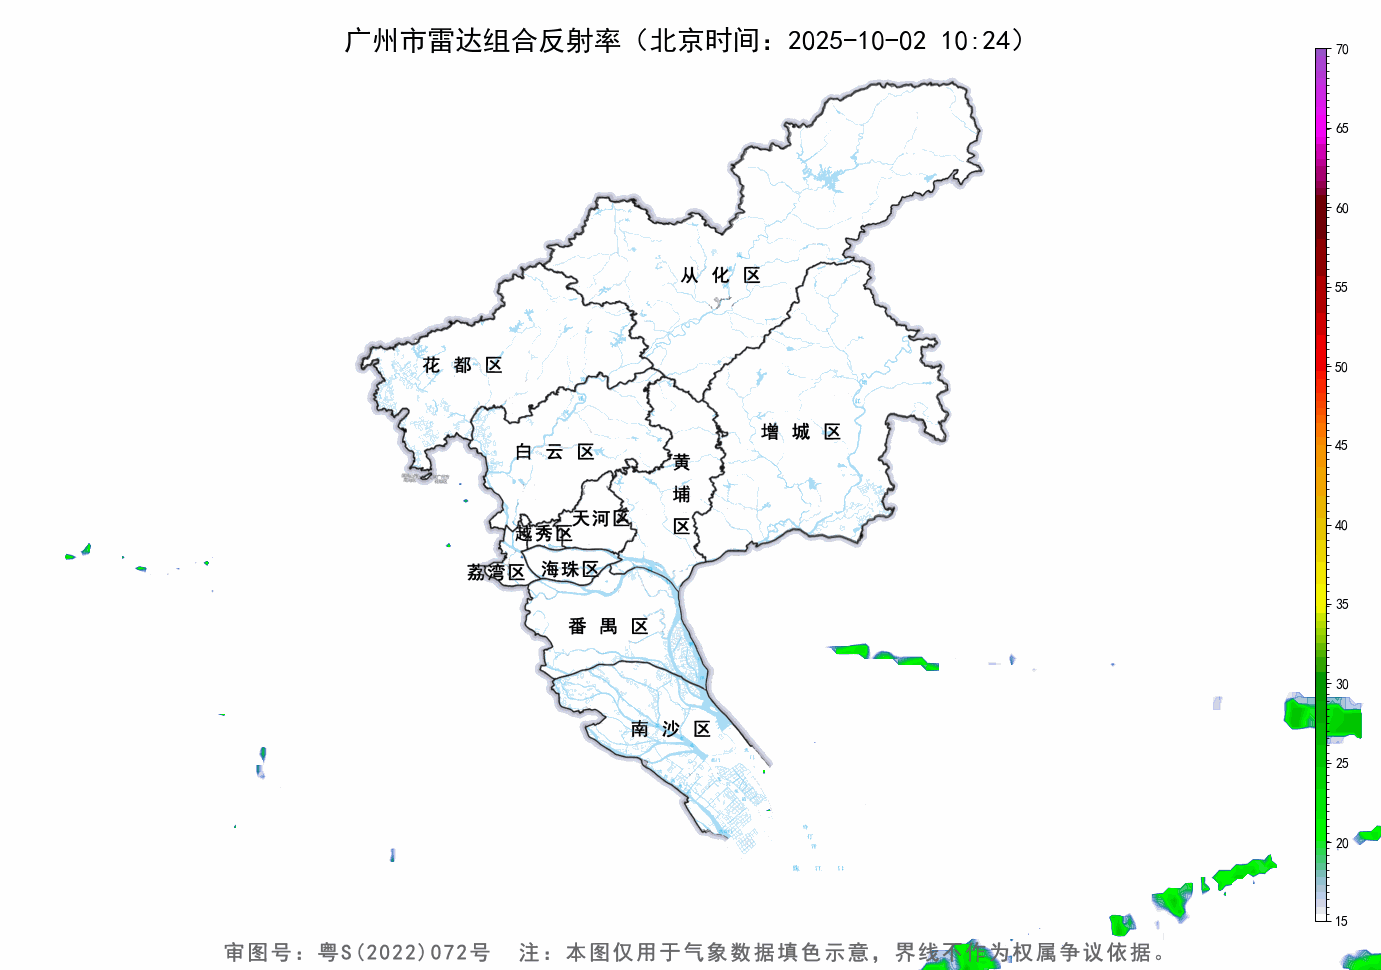 广州市雷达组合反射率（北京时间：2025-10-02 10:24）
70
65
60
55
50
45
40
35
30
25
20
15
从化区
花都区
增城区
白云区
黄埔区
天河区
越秀区
荔湾区
海珠区
番禺区
南沙区
审图号：粤S(2022)072号 注：本图仅用于气象数据填色示意，界线不作为权属争议依据。